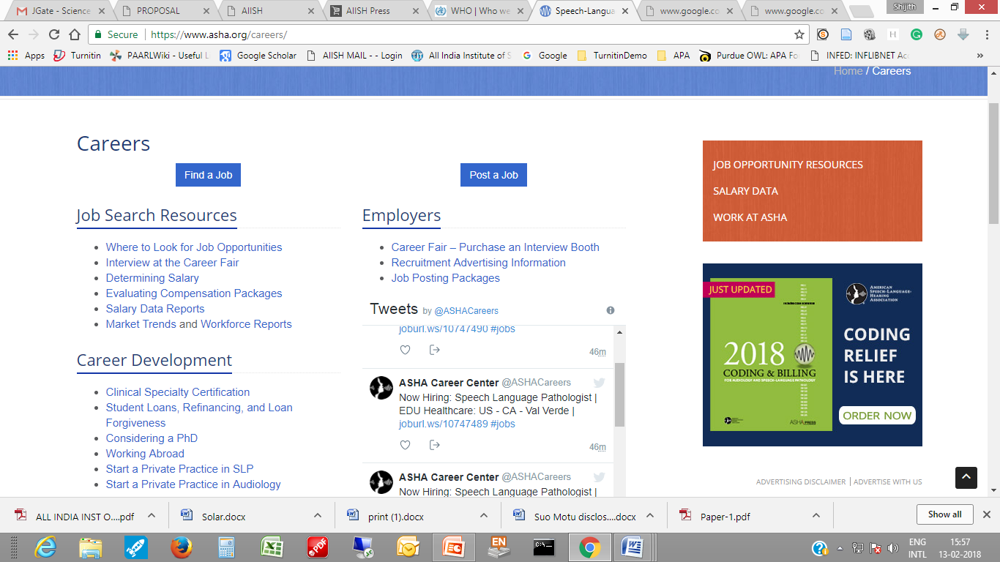 JGate - Science
PROPOSAL
AIISH
AIISH Press
WHO | Who we
Speech-Langua
www.google.co
www.google.co
Shijith
Secure
https://www.asha.org/careers/
Apps
Turnitin
PAARLWiki - Useful L
Google Scholar
AIISH MAIL - - Login
All India Institute of S
Google
TurnitinDemo
APA
Purdue OWL: APA Fo
INFED: INFLIBNET Acc
Home / Careers
Careers
Find a Job
Post a Job
Job Search Resources
Where to Look for Job Opportunities
Interview at the Career Fair
Determining Salary
Evaluating Compensation Packages
Salary Data Reports
Market Trends and Workforce Reports
Career Development
Clinical Specialty Certification
Student Loans, Refinancing, and Loan
Forgiveness
Considering a PhD
Working Abroad
Start a Private Practice in SLP
Start a Private Practice in Audiology
Employers
Career Fair – Purchase an Interview Booth
Recruitment Advertising Information
Job Posting Packages
Tweets by @ASHACareers
joburl.ws/10747490 #jobs
46m
ASHA Career Center @ASHACareers
Now Hiring: Speech Language Pathologist |
EDU Healthcare: US - CA - Val Verde |
joburl.ws/10747489 #jobs
46m
ASHA Career Center @ASHACareers
Now Hiring: Speech Language Pathologist |
JOB OPPORTUNITY RESOURCES
SALARY DATA
WORK AT ASHA
JUST UPDATED
2018
CODING & BILLING
FOR AUDIOLOGY AND SPEECH-LANGUAGE PATHOLOGY
ASHA PRESS
AMERICAN
SPEECH-LANGUAGE-
HEARING
ASSOCIATION
CODING
RELIEF
IS HERE
ORDER NOW
ADVERTISING DISCLAIMER | ADVERTISE WITH US
ALL INDIA INST O....pdf
Solar.docx
print (1).docx
Suo Motu disclos....docx
Paper-1.pdf
Show all
PDF
EN
ENG
INTL
15:57
13-02-2018